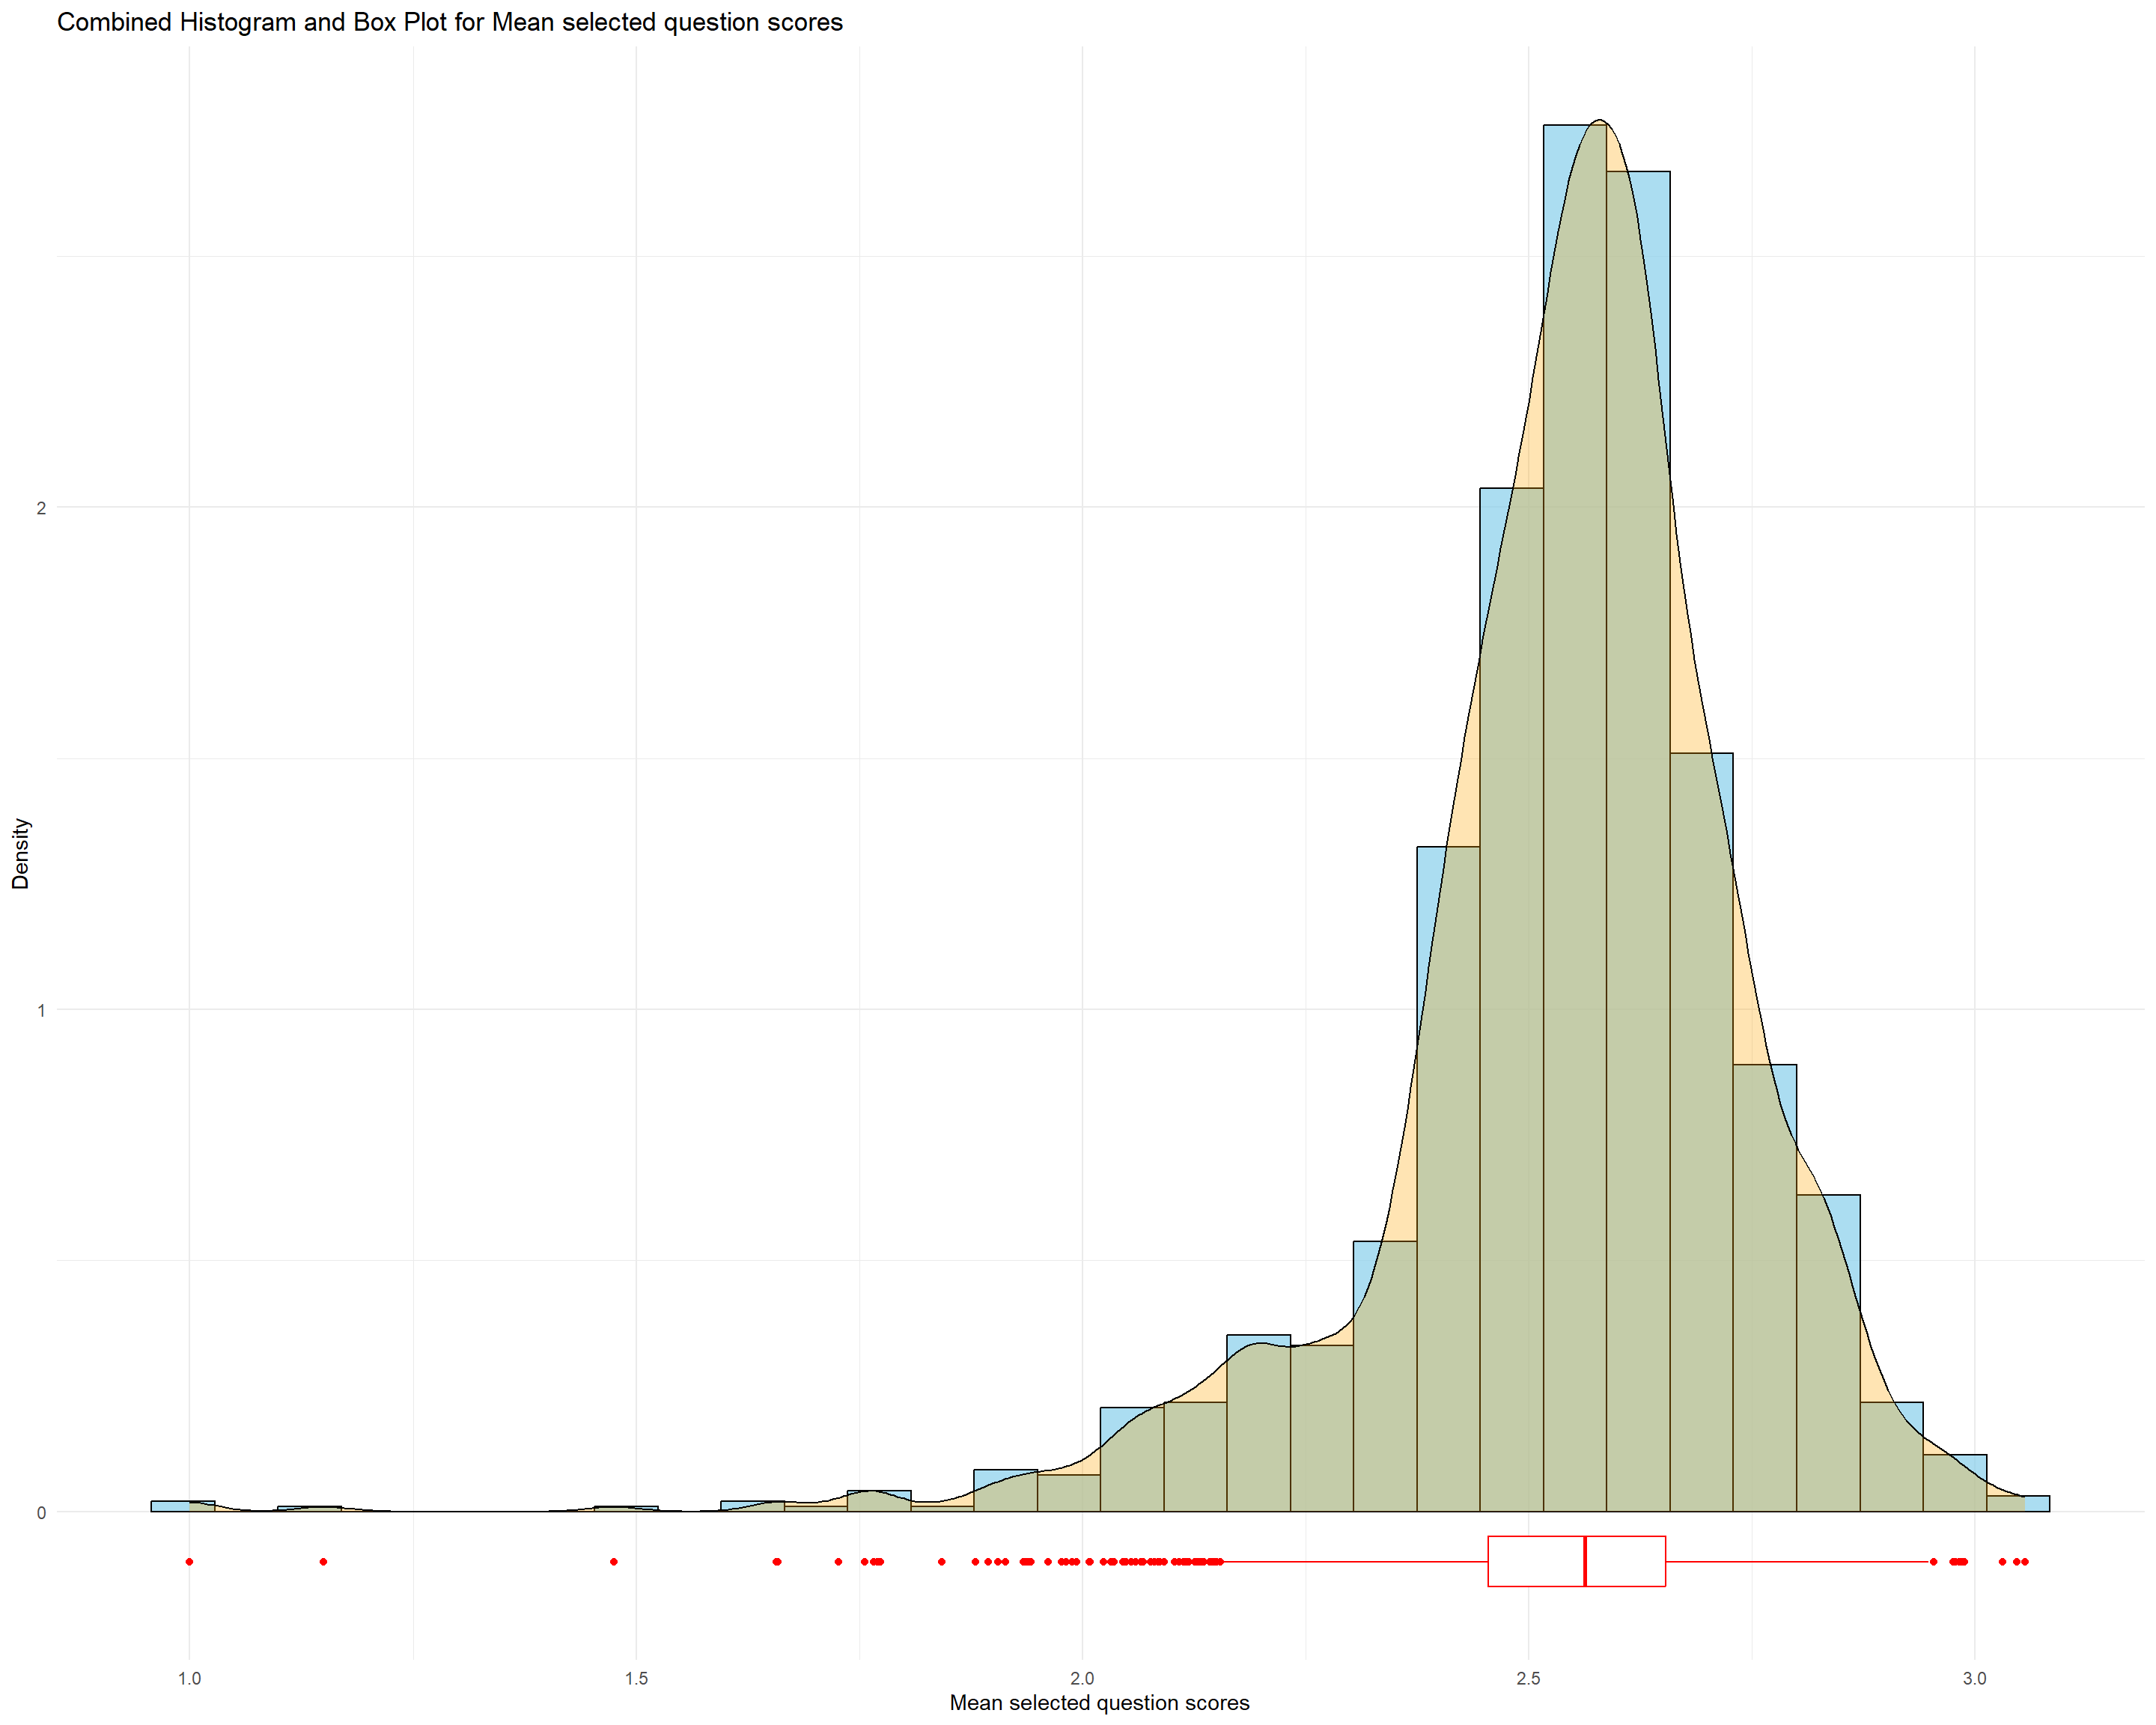 Combined Histogram and Box Plot for Mean selected question scores
Density
2
1
0
1.0 1.5 2.0 2.5 3.0
Mean selected question scores